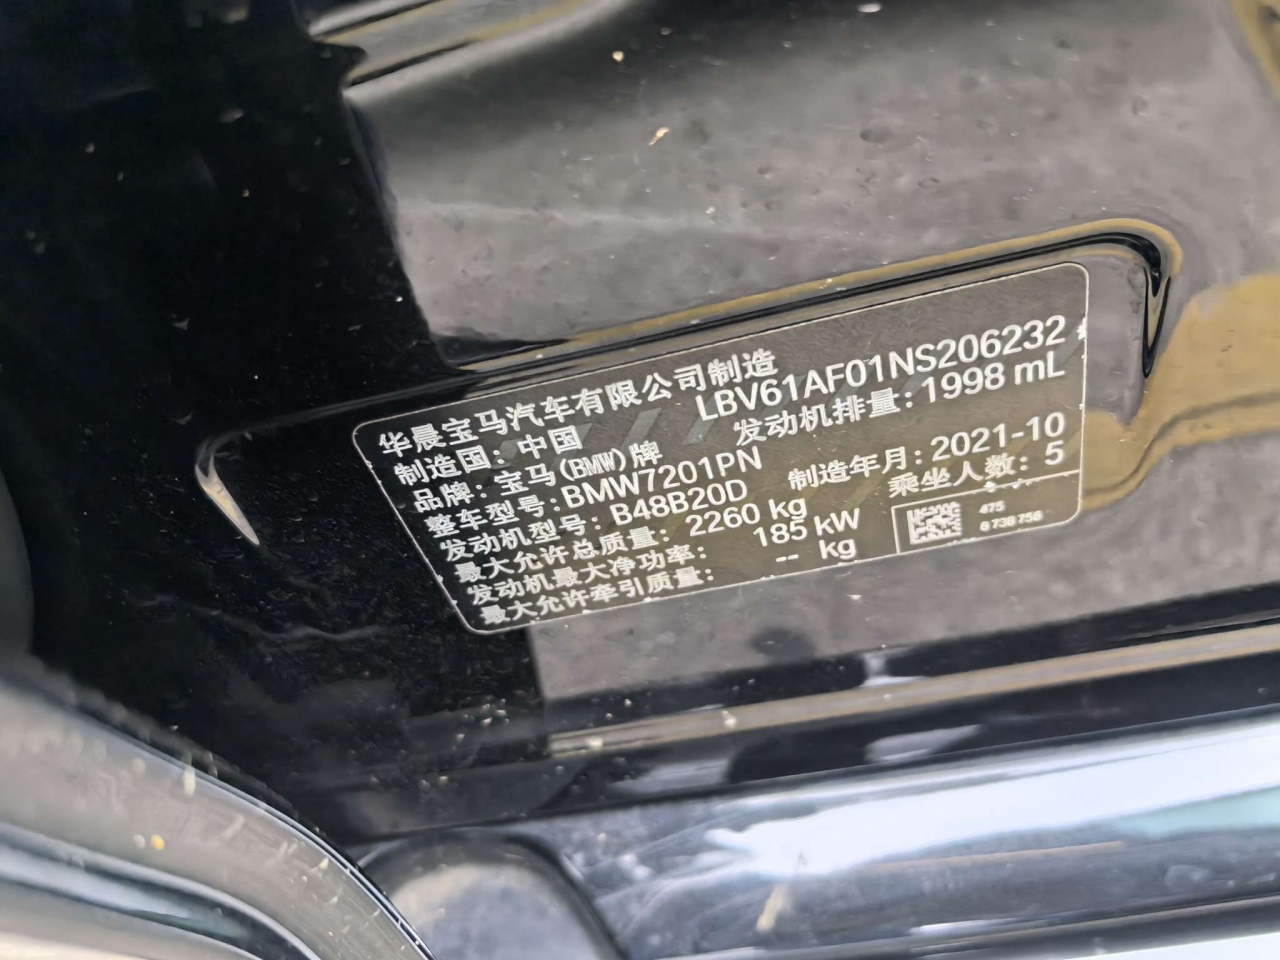 华晨宝马汽车有限公司制造
制造国：中国 LBV61AF01NS206232
品牌：宝马(BMW)牌 发动机排量：1998 mL
整车型号：BMW7201PN
发动机型号：B48B20D 制造年月：2021-10
最大允许总质量：2260 kg 乘坐人数：5
发动机最大净功率：185 kW
最大允许牵引质量：-- kg
475
8 738 756